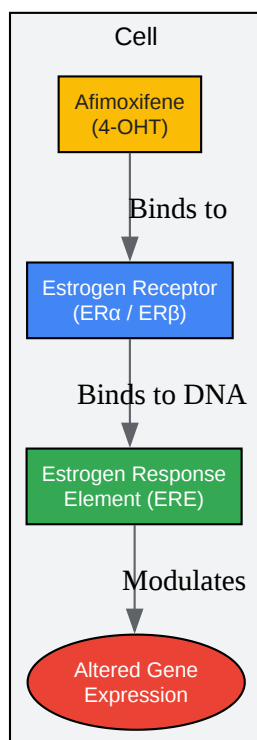 Cell
Afimoxifene
(4-OHT)
Binds to
Estrogen Receptor
(ERα / ERβ)
Binds to DNA
Estrogen Response
Element (ERE)
Modulates
Altered Gene
Expression